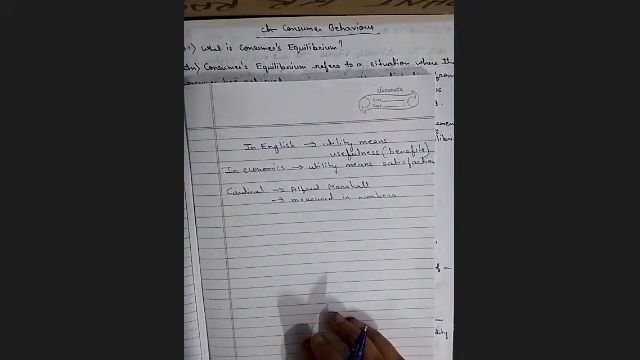 ch Consumer Behaviour
What is Consumer's Equilibrium?
Consumer's Equilibrium refers to a situation where the
classmate
Date
Page
In English → utility means
usefulness (benefits)
In economics → utility means satisfaction
Cardinal → Alfred Marshall
→ measured in numbers